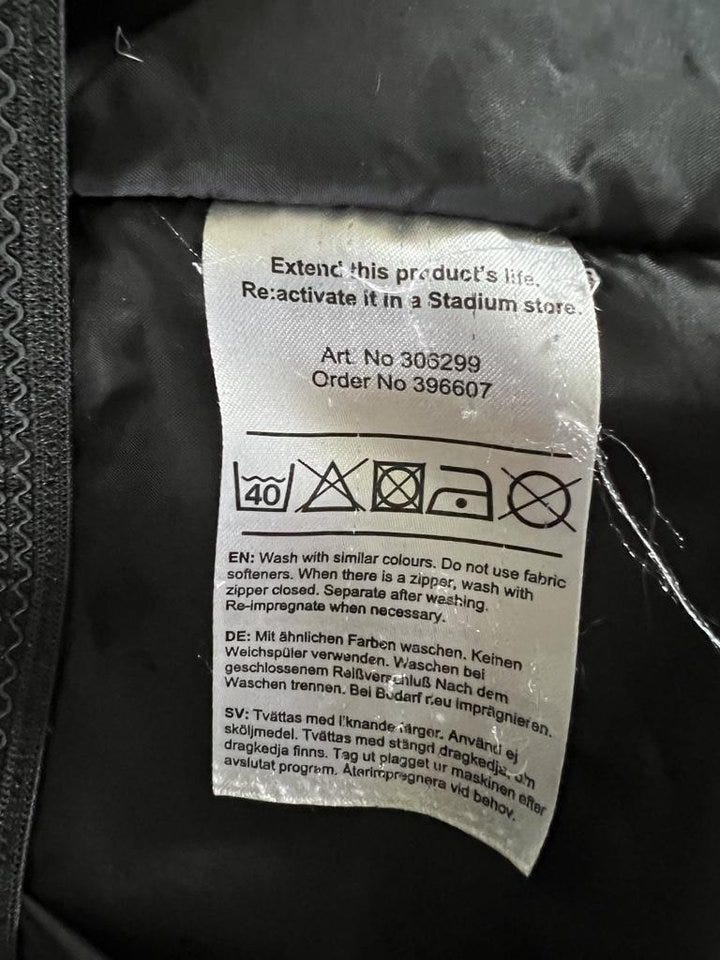 Extend this product's life.
Re:activate it in a Stadium store.
Art. No 306299
Order No 396607
40
EN: Wash with similar colours. Do not use fabric
softeners. When there is a zipper, wash with
zipper closed. Separate after washing.
Re-impregnate when necessary.
DE: Mit ähnlichen Farben waschen. Keinen
Weichspüler verwenden. Waschen bei
geschlossenem Reißverschluß Nach dem
Waschen trennen. Bei Bedarf neu imprägnieren.
SV: Tvättas med liknande färger. Använd ej
sköljmedel. Tvättas med stängd dragkedja, om
dragkedja finns. Tag ut plagget ur maskinen efter
avslutat program. Återimpregnera vid behov.